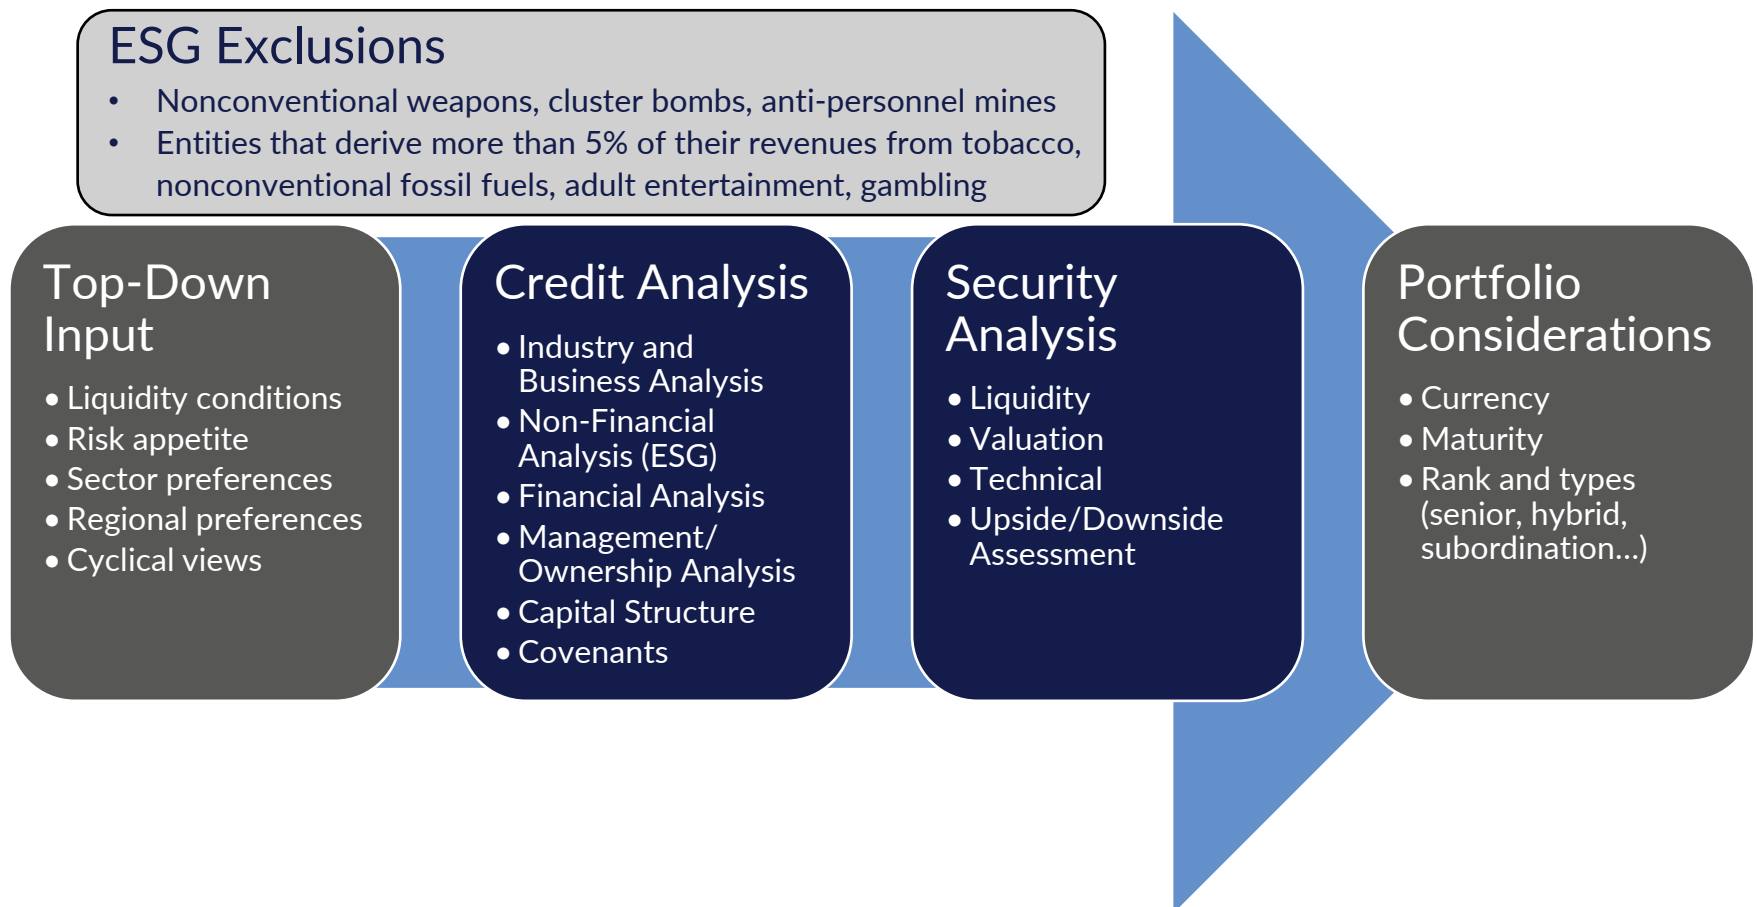 ESG Exclusions
• Nonconventional weapons, cluster bombs, anti-personnel mines
• Entities that derive more than 5% of their revenues from tobacco,
nonconventional fossil fuels, adult entertainment, gambling
Top-Down
Input
• Liquidity conditions
• Risk appetite
• Sector preferences
• Regional preferences
• Cyclical views
Credit Analysis
• Industry and
Business Analysis
• Non-Financial
Analysis (ESG)
• Financial Analysis
• Management/
Ownership Analysis
• Capital Structure
• Covenants
Security
Analysis
• Liquidity
• Valuation
• Technical
• Upside/Downside
Assessment
Portfolio
Considerations
• Currency
• Maturity
• Rank and types
(senior, hybrid,
subordination...)